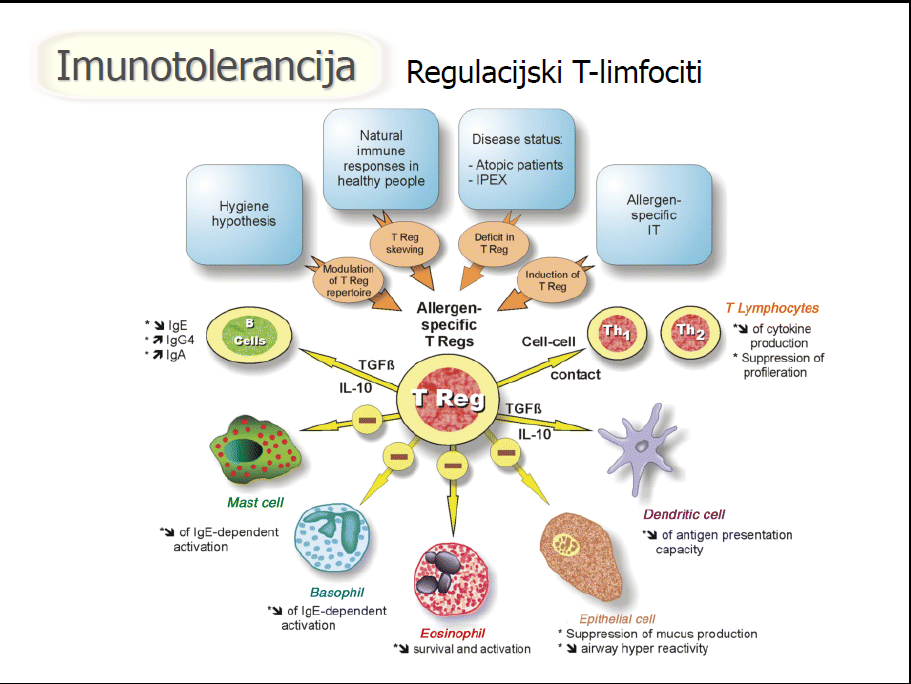 Imunotolerancija
Regulacijski T-limfociti
Hygiene
hypothesis
Natural
immune
responses in
healthy people
Disease status:
- Atopic patients
- IPEX
Allergen-
specific
IT
Modulation
of T Reg
repertoire
T Reg
skewing
Deficit in
T Reg
Induction of
T Reg
Allergen-
specific
T Regs
* ➘ IgE
* ➚ IgG4
* ➚ IgA
B
Cells
TGFß
IL-10
T Reg
Cell-cell
contact
Th1
Th2
T Lymphocytes
*➘ of cytokine
production
* Suppression of
profileration
TGFß
IL-10
Mast cell
*➘ of IgE-dependent
activation
Basophil
*➘ of IgE-dependent
activation
Eosinophil
*➘ survival and activation
Epithelial cell
* Suppression of mucus production
* ➘ airway hyper reactivity
Dendritic cell
*➘ of antigen presentation
capacity